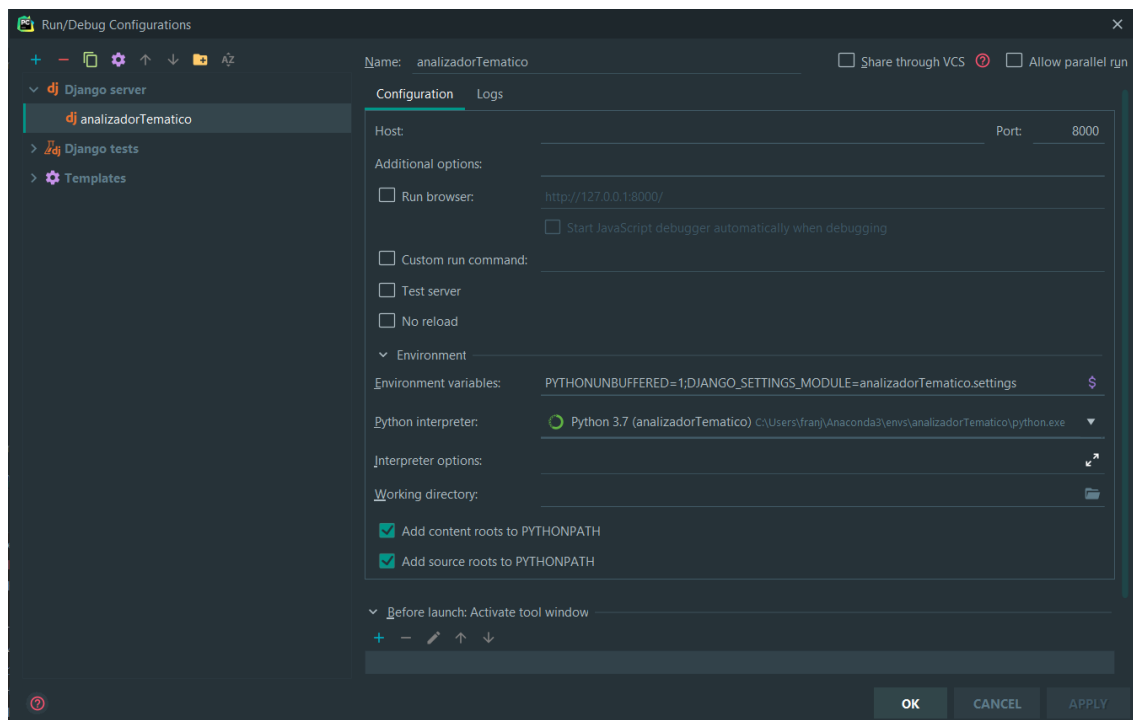 Run/Debug Configurations
Name: analizadorTematico Share through VCS Allow parallel run
Django server
analizadorTematico
Django tests
Templates
Configuration Logs
Host: Port: 8000
Additional options:
Run browser: http://127.0.0.1:8000/
Start JavaScript debugger automatically when debugging
Custom run command:
Test server
No reload
Environment
Environment variables: PYTHONUNBUFFERED=1;DJANGO_SETTINGS_MODULE=analizadorTematico.settings
Python interpreter: Python 3.7 (analizadorTematico) C:\Users\franj\Anaconda3\envs\analizadorTematico\python.exe
Interpreter options:
Working directory:
Add content roots to PYTHONPATH
Add source roots to PYTHONPATH
Before launch: Activate tool window
OK CANCEL APPLY